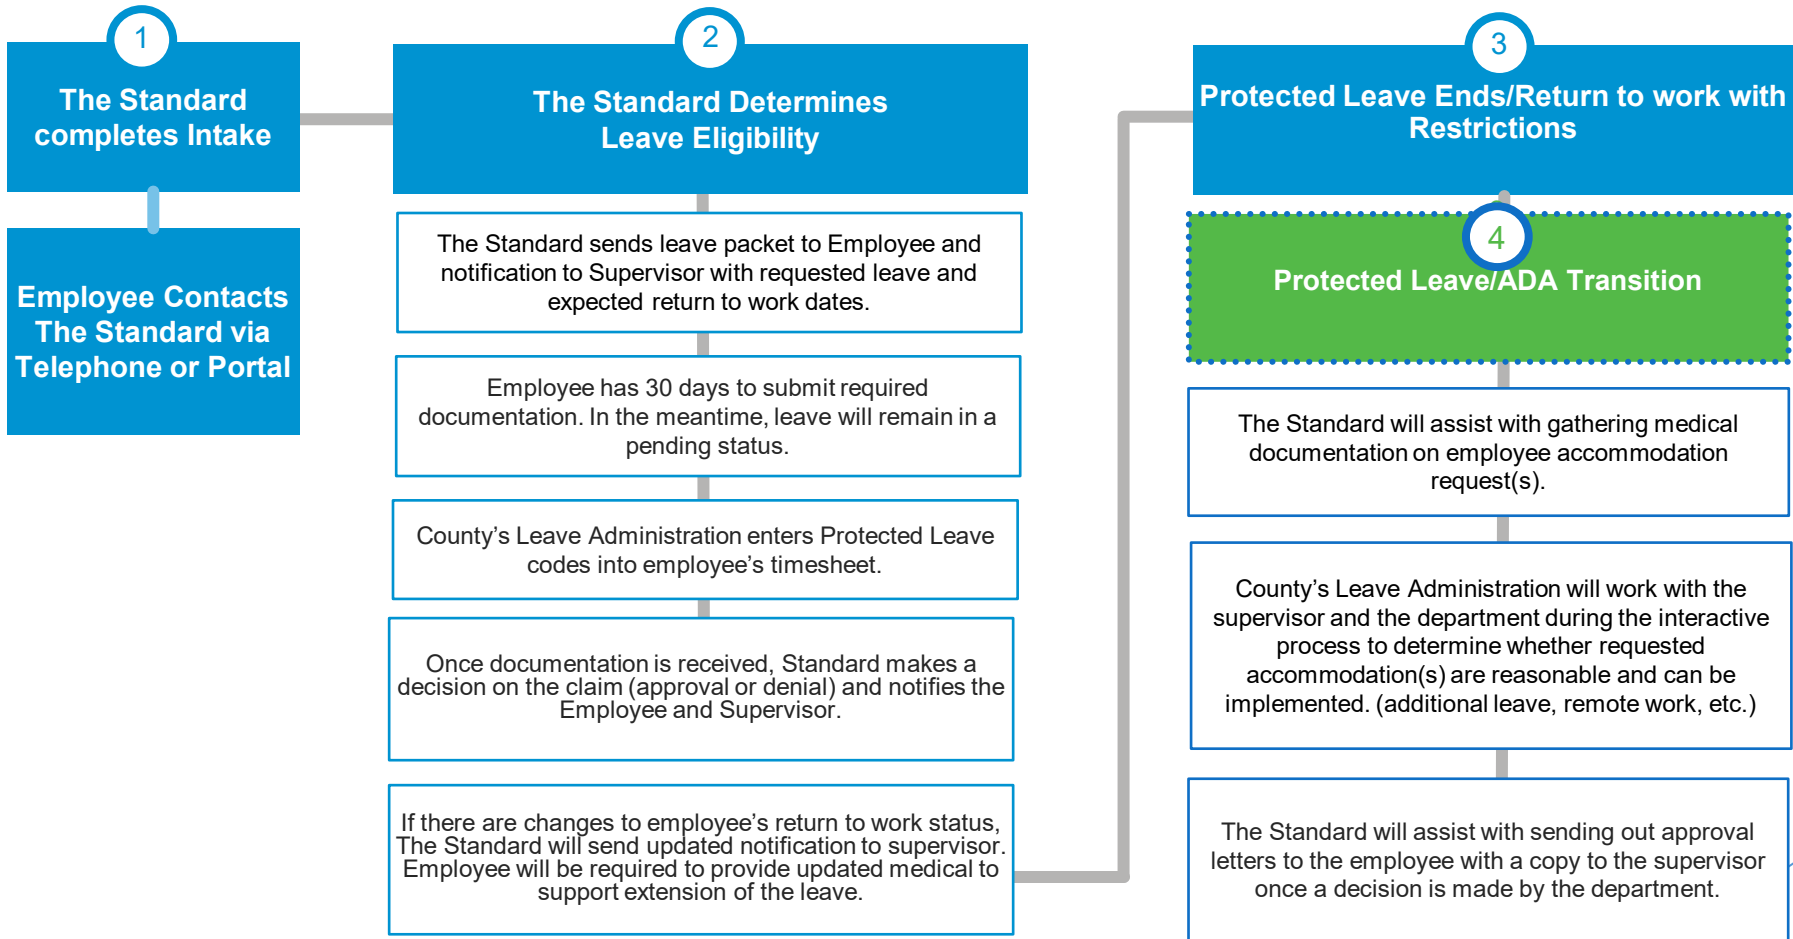 1
The Standard
completes Intake
Employee Contacts
The Standard via
Telephone or Portal
2
The Standard Determines
Leave Eligibility
The Standard sends leave packet to Employee and
notification to Supervisor with requested leave and
expected return to work dates.
Employee has 30 days to submit required
documentation. In the meantime, leave will remain in a
pending status.
County’s Leave Administration enters Protected Leave
codes into employee’s timesheet.
Once documentation is received, Standard makes a
decision on the claim (approval or denial) and notifies the
Employee and Supervisor.
If there are changes to employee’s return to work status,
The Standard will send updated notification to supervisor.
Employee will be required to provide updated medical to
support extension of the leave.
3
Protected Leave Ends/Return to work with
Restrictions
4
Protected Leave/ADA Transition
The Standard will assist with gathering medical
documentation on employee accommodation
request(s).
County’s Leave Administration will work with the
supervisor and the department during the interactive
process to determine whether requested
accommodation(s) are reasonable and can be
implemented. (additional leave, remote work, etc.)
The Standard will assist with sending out approval
letters to the employee with a copy to the supervisor
once a decision is made by the department.